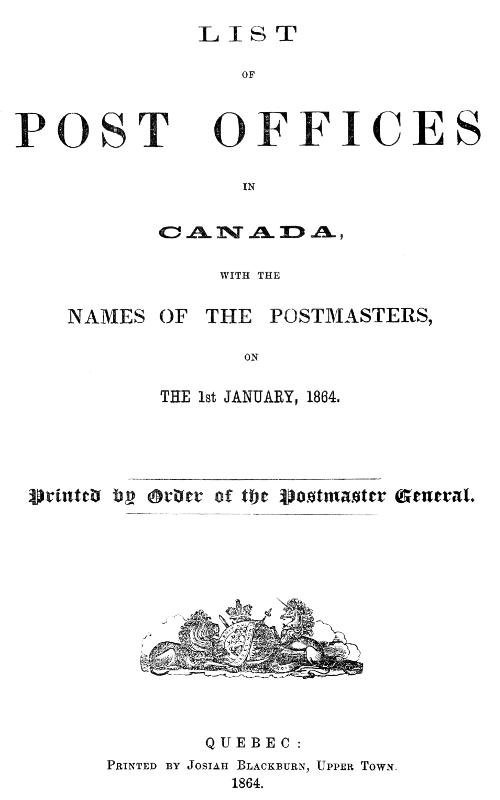 LIST
OF
POST OFFICES
IN
CANADA,
WITH THE
NAMES OF THE POSTMASTERS,
ON
THE 1st JANUARY, 1864.
Printed by Order of the Postmaster General.
QUEBEC:
PRINTED BY JOSIAH BLACKBURN, UPPER TOWN.
1864.